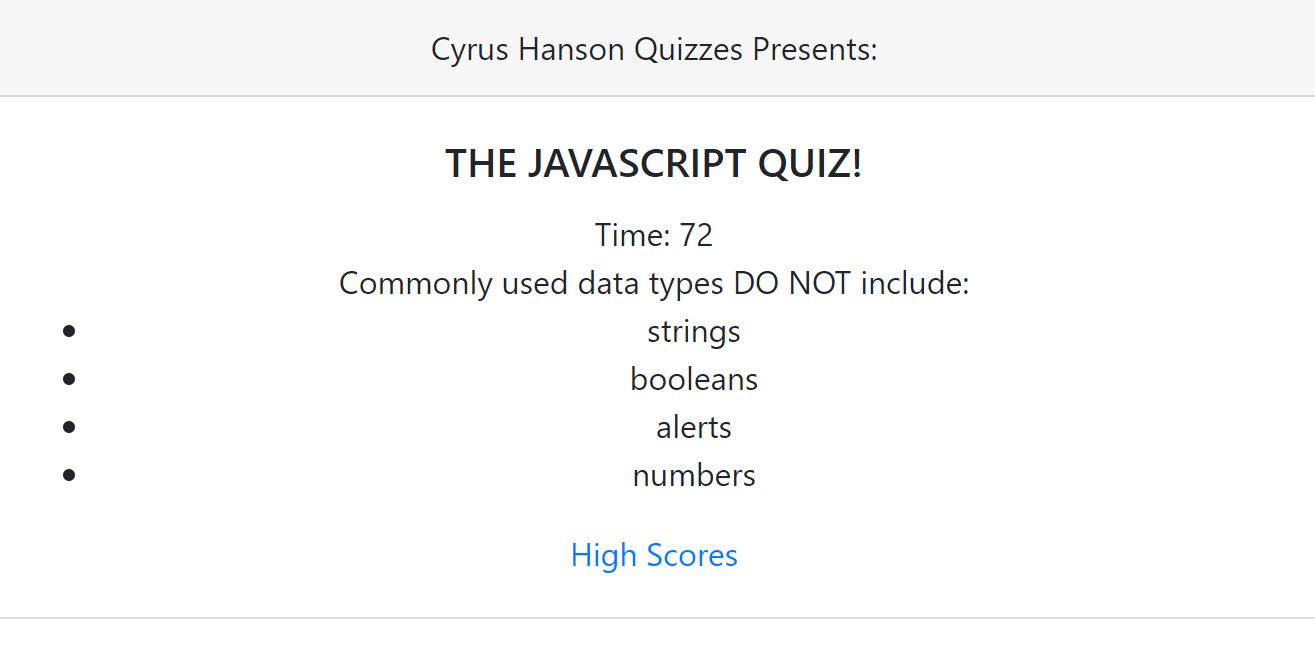 Cyrus Hanson Quizzes Presents:
THE JAVASCRIPT QUIZ!
Time: 72
Commonly used data types DO NOT include:
strings
booleans
alerts
numbers
High Scores